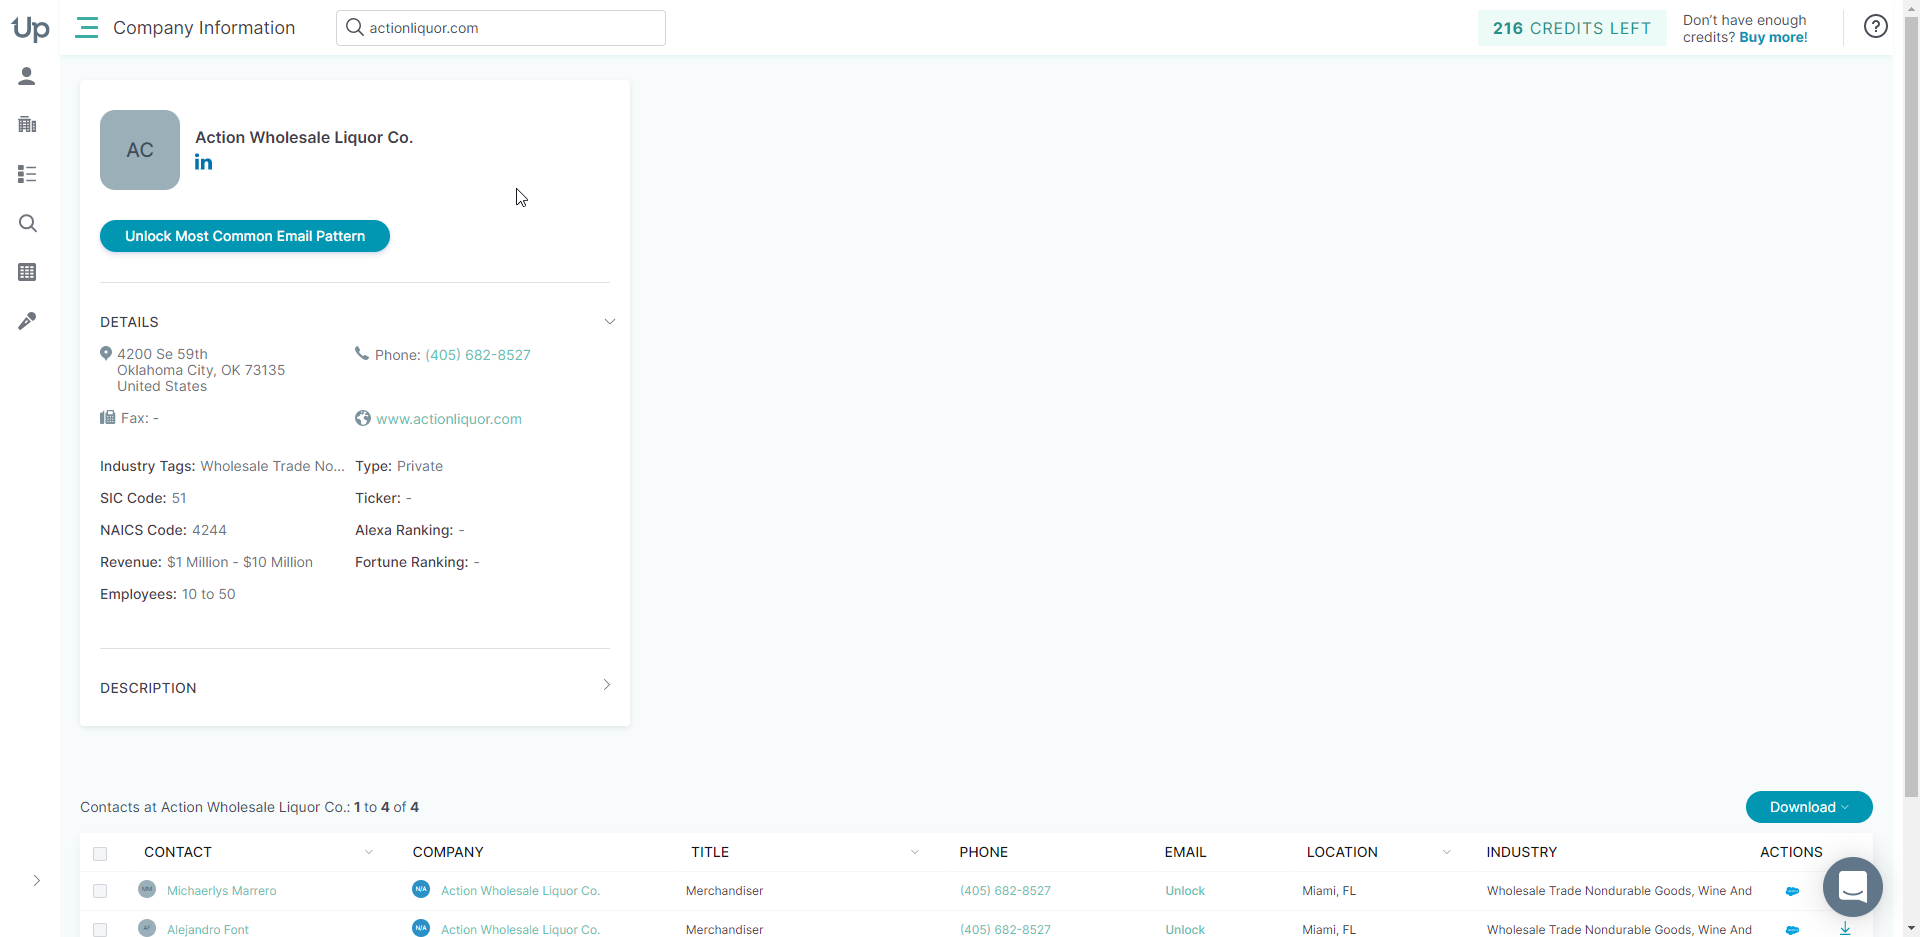 Up
Company Information
actionliquor.com
216 CREDITS LEFT
Don't have enough
credits? Buy more!
?
AC
Action Wholesale Liquor Co.
in
Unlock Most Common Email Pattern
DETAILS
4200 Se 59th
Oklahoma City, OK 73135
United States
Phone: (405) 682-8527
Fax: -
www.actionliquor.com
Industry Tags: Wholesale Trade No...
Type: Private
SIC Code: 51
Ticker: -
NAICS Code: 4244
Alexa Ranking: -
Revenue: $1 Million - $10 Million
Fortune Ranking: -
Employees: 10 to 50
DESCRIPTION
Contacts at Action Wholesale Liquor Co.: 1 to 4 of 4
Download
CONTACT COMPANY TITLE PHONE EMAIL LOCATION INDUSTRY ACTIONS
MM Michaerlys Marrero N/A Action Wholesale Liquor Co. Merchandiser (405) 682-8527 Unlock Miami, FL Wholesale Trade Nondurable Goods, Wine And
AF Alejandro Font N/A Action Wholesale Liquor Co. Merchandiser (405) 682-8527 Unlock Miami, FL Wholesale Trade Nondurable Goods, Wine And